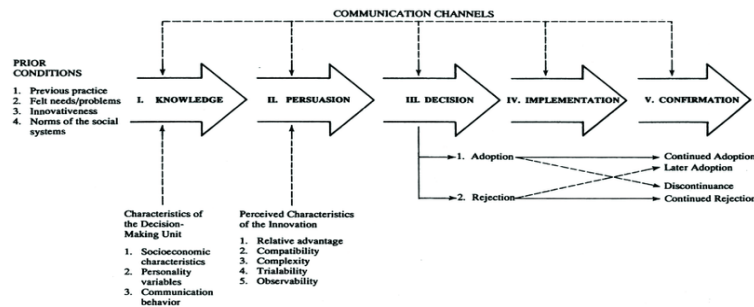 COMMUNICATION CHANNELS
PRIOR
CONDITIONS
1. Previous practice
2. Felt needs/problems
3. Innovativeness
4. Norms of the social
systems
I. KNOWLEDGE
II. PERSUASION
III. DECISION
IV. IMPLEMENTATION
V. CONFIRMATION
1. Adoption
2. Rejection
Continued Adoption
Later Adoption
Discontinuance
Continued Rejection
Characteristics of
the Decision-
Making Unit
1. Socioeconomic
characteristics
2. Personality
variables
3. Communication
behavior
Perceived Characteristics
of the Innovation
1. Relative advantage
2. Compatibility
3. Complexity
4. Trialability
5. Observability